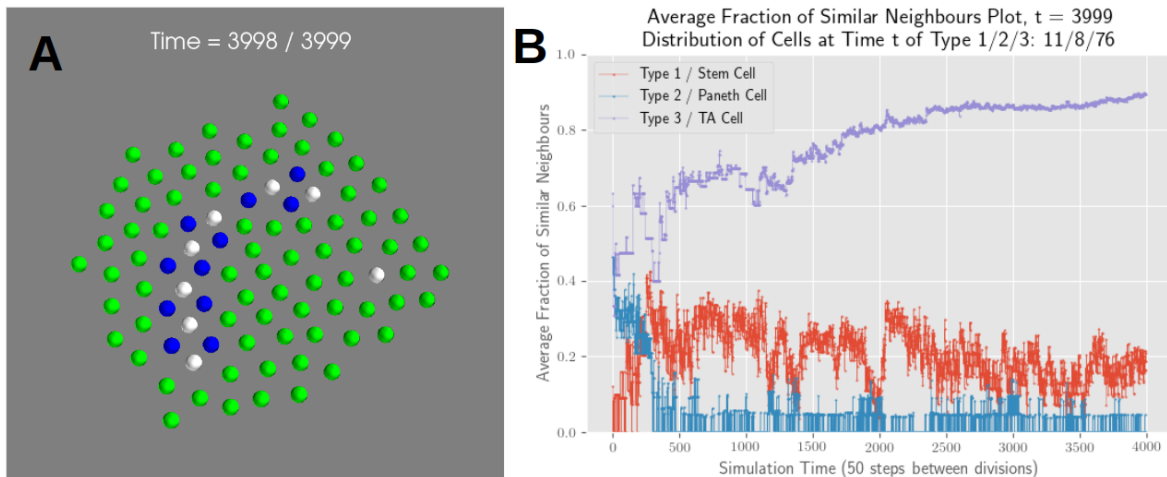 A
Time = 3998 / 3999
B
Average Fraction of Similar Neighbours Plot, t = 3999
Distribution of Cells at Time t of Type 1/2/3: 11/8/76
Type 1 / Stem Cell
Type 2 / Paneth Cell
Type 3 / TA Cell
Average Fraction of Similar Neighbours
1.0
0.8
0.6
0.4
0.2
0.0
0
500
1000
1500
2000
2500
3000
3500
4000
Simulation Time (50 steps between divisions)